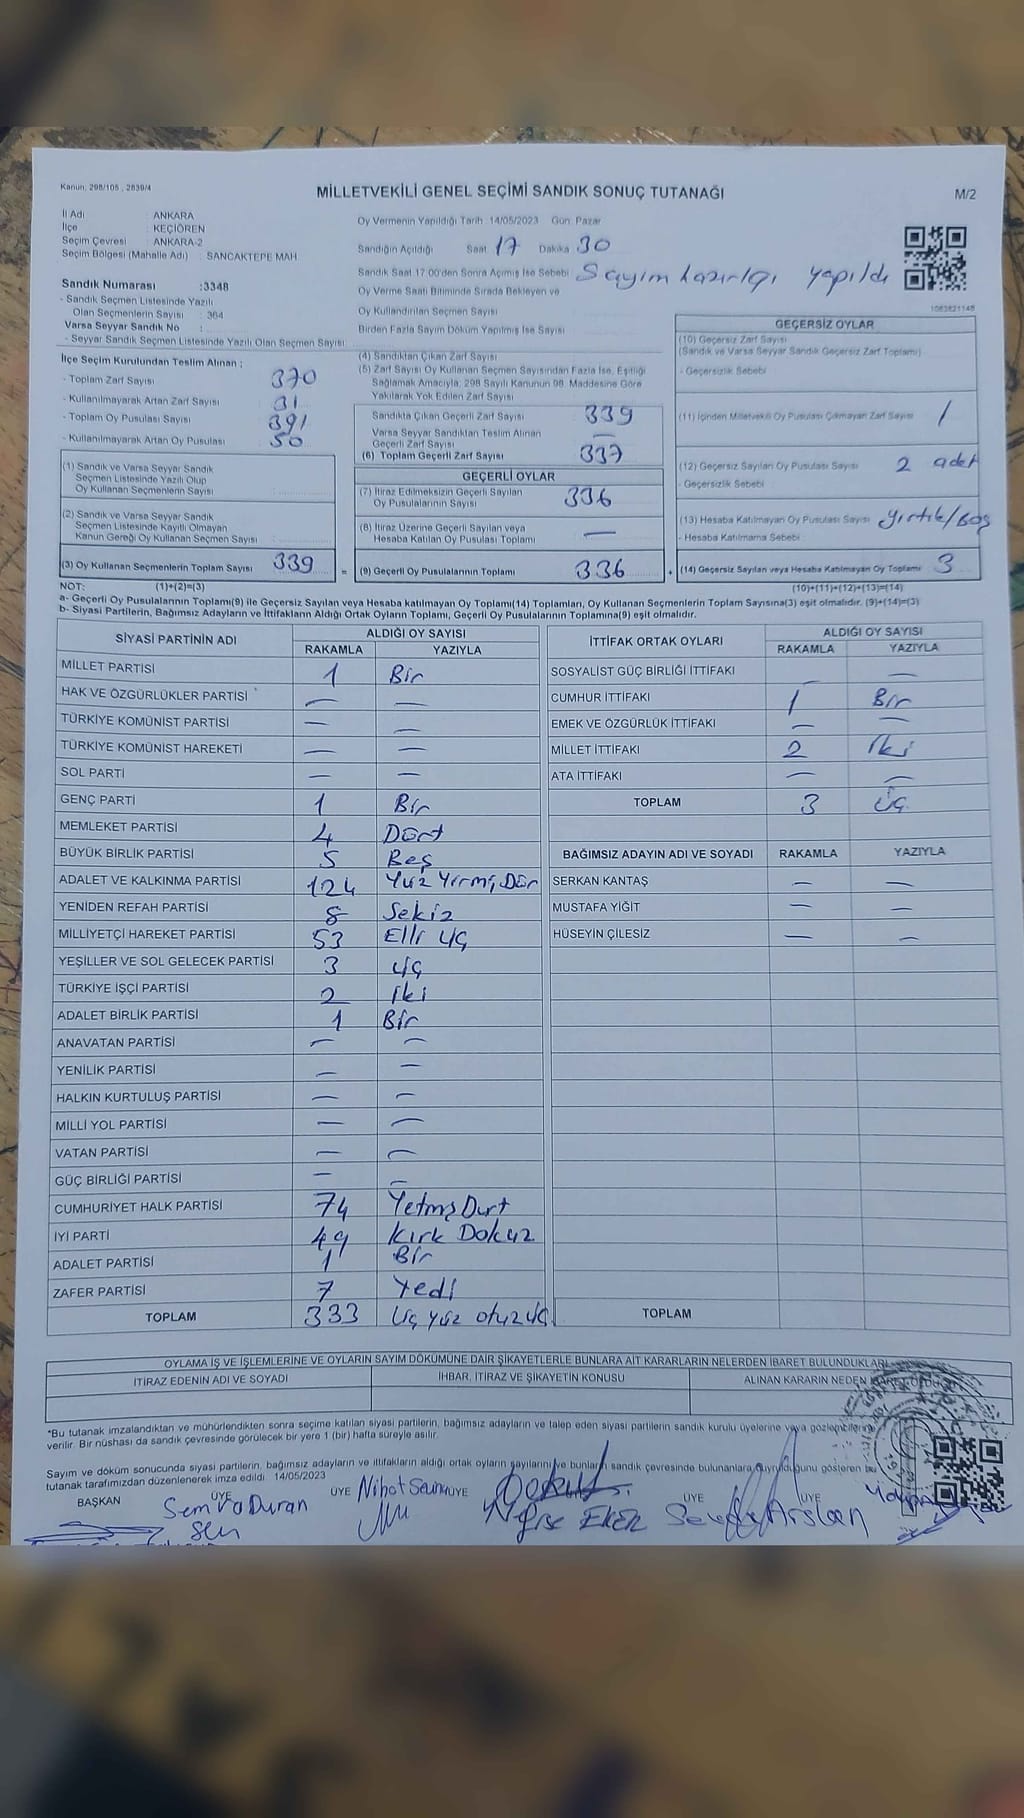 Kanun, 298/105 , 2839/4
MİLLETVEKİLİ GENEL SEÇİMİ SANDIK SONUÇ TUTANAĞI
M/2
İl Adı : ANKARA
İlçe : KEÇİÖREN
Seçim Çevresi : ANKARA-2
Seçim Bölgesi (Mahalle Adı) : SANCAKTEPE MAH
Oy Vermenin Yapıldığı Tarih :14/05/2023 Gün: Pazar
Sandığın Açıldığı Saat 17 Dakika 30
Sandık Saat 17:00'den Sonra Açımış İse Sebebi Sayım hazırlığı yapıldı
Oy Verme Saati Bitiminde Sırada Bekleyen ve
Oy Kullandırılan Seçmen Sayısı
Birden Fazla Sayım Döküm Yapılmış İse Sayısı
Sandık Numarası :3348
- Sandık Seçmen Listesinde Yazılı
Olan Seçmenlerin Sayısı : 364
Varsa Seyyar Sandık No :
- Seyyar Sandık Seçmen Listesinde Yazılı Olan Seçmen Sayısı:
İlçe Seçim Kurulundan Teslim Alınan ;
- Toplam Zarf Sayısı 370
- Kullanılmayarak Artan Zarf Sayısı 31
- Toplam Oy Pusulası Sayısı 391
- Kullanılmayarak Artan Oy Pusulası 50
(1) Sandık ve Varsa Seyyar Sandık
Seçmen Listesinde Yazılı Olup
Oy Kullanan Seçmenlerin Sayısı
(2) Sandık ve Varsa Seyyar Sandık
Seçmen Listesinde Kayıtlı Olmayan
Kanun Gereği Oy Kullanan Seçmen Sayısı
(3) Oy Kullanan Seçmenlerin Toplam Sayısı 339
(4) Sandıktan Çıkan Zarf Sayısı
(5) Zarf Sayısı Oy Kullanan Seçmen Sayısından Fazla İse, Eşitliği
Sağlamak Amacıyla; 298 Sayılı Kanunun 98. Maddesine Göre
Yakılarak Yok Edilen Zarf Sayısı
Sandıkta Çıkan Geçerli Zarf Sayısı 339
Varsa Seyyar Sandıktan Teslim Alınan
Geçerli Zarf Sayısı —
(6) Toplam Geçerli Zarf Sayısı 337
GEÇERLİ OYLAR
(7) İtiraz Edilmeksizin Geçerli Sayılan
Oy Pusulalarının Sayısı 336
(8) İtiraz Üzerine Geçerli Sayılan veya
Hesaba Katılan Oy Pusulası Toplamı —
= (9) Geçerli Oy Pusulalarının Toplamı 336
1063821148
GEÇERSİZ OYLAR
(10) Geçersiz Zarf Sayısı
(Sandık ve Varsa Seyyar Sandık Geçersiz Zarf Toplamı)
- Geçersizlik Sebebi
(11) İçinden Milletvekili Oy Pusulası Çıkmayan Zarf Sayısı 1
(12) Geçersiz Sayılan Oy Pusulası Sayısı 2 adet
- Geçersizlik Sebebi
(13) Hesaba Katılmayan Oy Pusulası Sayısı yırtık/Boş
- Hesaba Katılmama Sebebi
+ (14) Geçersiz Sayılan veya Hesaba Katılmayan Oy Toplamı 3
NOT: (1)+(2)=(3) (10)+(11)+(12)+(13)=(14)
a- Geçerli Oy Pusulalarının Toplamı(9) ile Geçersiz Sayılan veya Hesaba katılmayan Oy Toplamı(14) Toplamları, Oy Kullanan Seçmenlerin Toplam Sayısına(3) eşit olmalıdır. (9)+(14)=(3)
b- Siyasi Partilerin, Bağımsız Adayların ve İttifakların Aldığı Ortak Oyların Toplamı, Geçerli Oy Pusulalarının Toplamına(9) eşit olmalıdır.
SİYASİ PARTİNİN ADI ALDIĞI OY SAYISI
RAKAMLA YAZIYLA
MİLLET PARTİSİ 1 Bir
HAK VE ÖZGÜRLÜKLER PARTİSİ — —
TÜRKİYE KOMÜNİST PARTİSİ — —
TÜRKİYE KOMÜNİST HAREKETİ — —
SOL PARTİ — —
GENÇ PARTİ 1 Bir
MEMLEKET PARTİSİ 4 Dört
BÜYÜK BİRLİK PARTİSİ 5 Beş
ADALET VE KALKINMA PARTİSİ 124 Yüz Yirmi Dör
YENİDEN REFAH PARTİSİ 8 Sekiz
MİLLİYETÇİ HAREKET PARTİSİ 53 Elli üç
YEŞİLLER VE SOL GELECEK PARTİSİ 3 üç
TÜRKİYE İŞÇİ PARTİSİ 2 İki
ADALET BİRLİK PARTİSİ 1 Bir
ANAVATAN PARTİSİ — —
YENİLİK PARTİSİ — —
HALKIN KURTULUŞ PARTİSİ — —
MİLLİ YOL PARTİSİ — —
VATAN PARTİSİ — —
GÜÇ BİRLİĞİ PARTİSİ — —
CUMHURİYET HALK PARTİSİ 74 Yetmiş Dört
İYİ PARTİ 49 Kırk Dokuz
ADALET PARTİSİ 1 Bir
ZAFER PARTİSİ 7 Yedi
TOPLAM 333 Üç yüz otuz üç
İTTİFAK ORTAK OYLARI ALDIĞI OY SAYISI
RAKAMLA YAZIYLA
SOSYALİST GÜÇ BİRLİĞİ İTTİFAKI — —
CUMHUR İTTİFAKI 1 Bir
EMEK VE ÖZGÜRLÜK İTTİFAKI — —
MİLLET İTTİFAKI 2 İki
ATA İTTİFAKI — —
TOPLAM 3 Üç
BAĞIMSIZ ADAYIN ADI VE SOYADI RAKAMLA YAZIYLA
SERKAN KANTAŞ — —
MUSTAFA YİĞİT — —
HÜSEYİN ÇİLESİZ — —
TOPLAM
OYLAMA İŞ VE İŞLEMLERİNE VE OYLARIN SAYIM DÖKÜMÜNE DAİR ŞİKAYETLERLE BUNLARA AİT KARARLARIN NELERDEN İBARET BULUNDUKLARI
İTİRAZ EDENİN ADI VE SOYADI İHBAR, İTİRAZ VE ŞİKAYETİN KONUSU ALINAN KARARIN NEDEN
*Bu tutanak imzalandıktan ve mühürlendikten sonra seçime katılan siyasi partilerin, bağımsız adayların ve talep eden siyasi partilerin sandık kurulu üyelerine veya gözlemcilerine
verilir. Bir nüshası da sandık çevresinde görülecek bir yere 1 (bir) hafta süreyle asılır.
Sayım ve döküm sonucunda siyasi partilerin, bağımsız adayların ve ittifakların aldığı ortak oyların sayılarını ve bunların sandık çevresinde bulunanlara duyrulduğunu gösteren bu
tutanak tarafımızdan düzenlenerek imza edildi. 14/05/2023
BAŞKAN ÜYE ÜYE ÜYE ÜYE ÜYE
Semra Duran